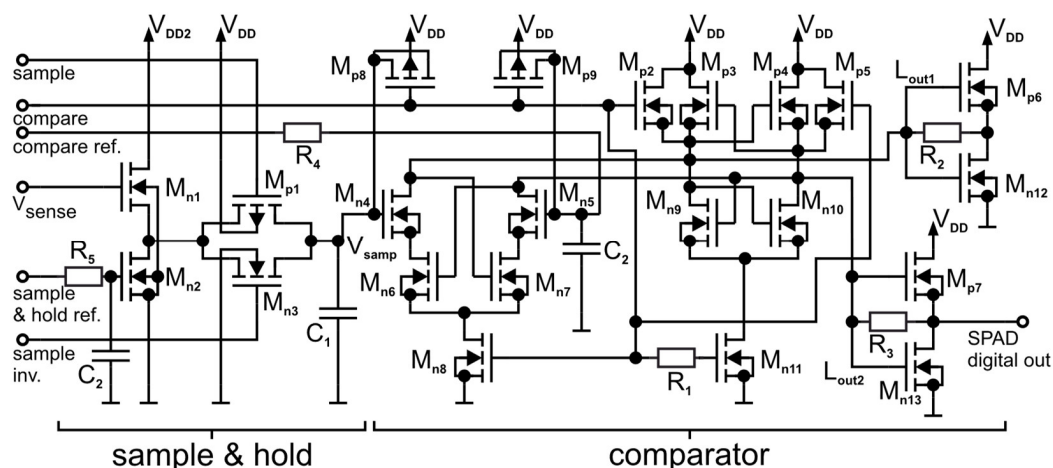 V_DD2 V_DD V_DD V_DD V_DD V_DD V_DD
sample
M_p8 M_p9 M_p2 M_p3 M_p4 M_p5 L_out1 M_p6
compare
compare ref.
R_4 R_2
V_sense M_n1 M_p1 M_n4 M_n5 M_n9 M_n10 M_n12
V_samp V_DD
R_5 M_n2 M_n6 M_n7 C_2 M_p7
sample
& hold ref.
M_n3 C_1 R_3 SPAD
digital out
sample
inv.
C_2 M_n8 R_1 M_n11 L_out2 M_n13
sample & hold comparator